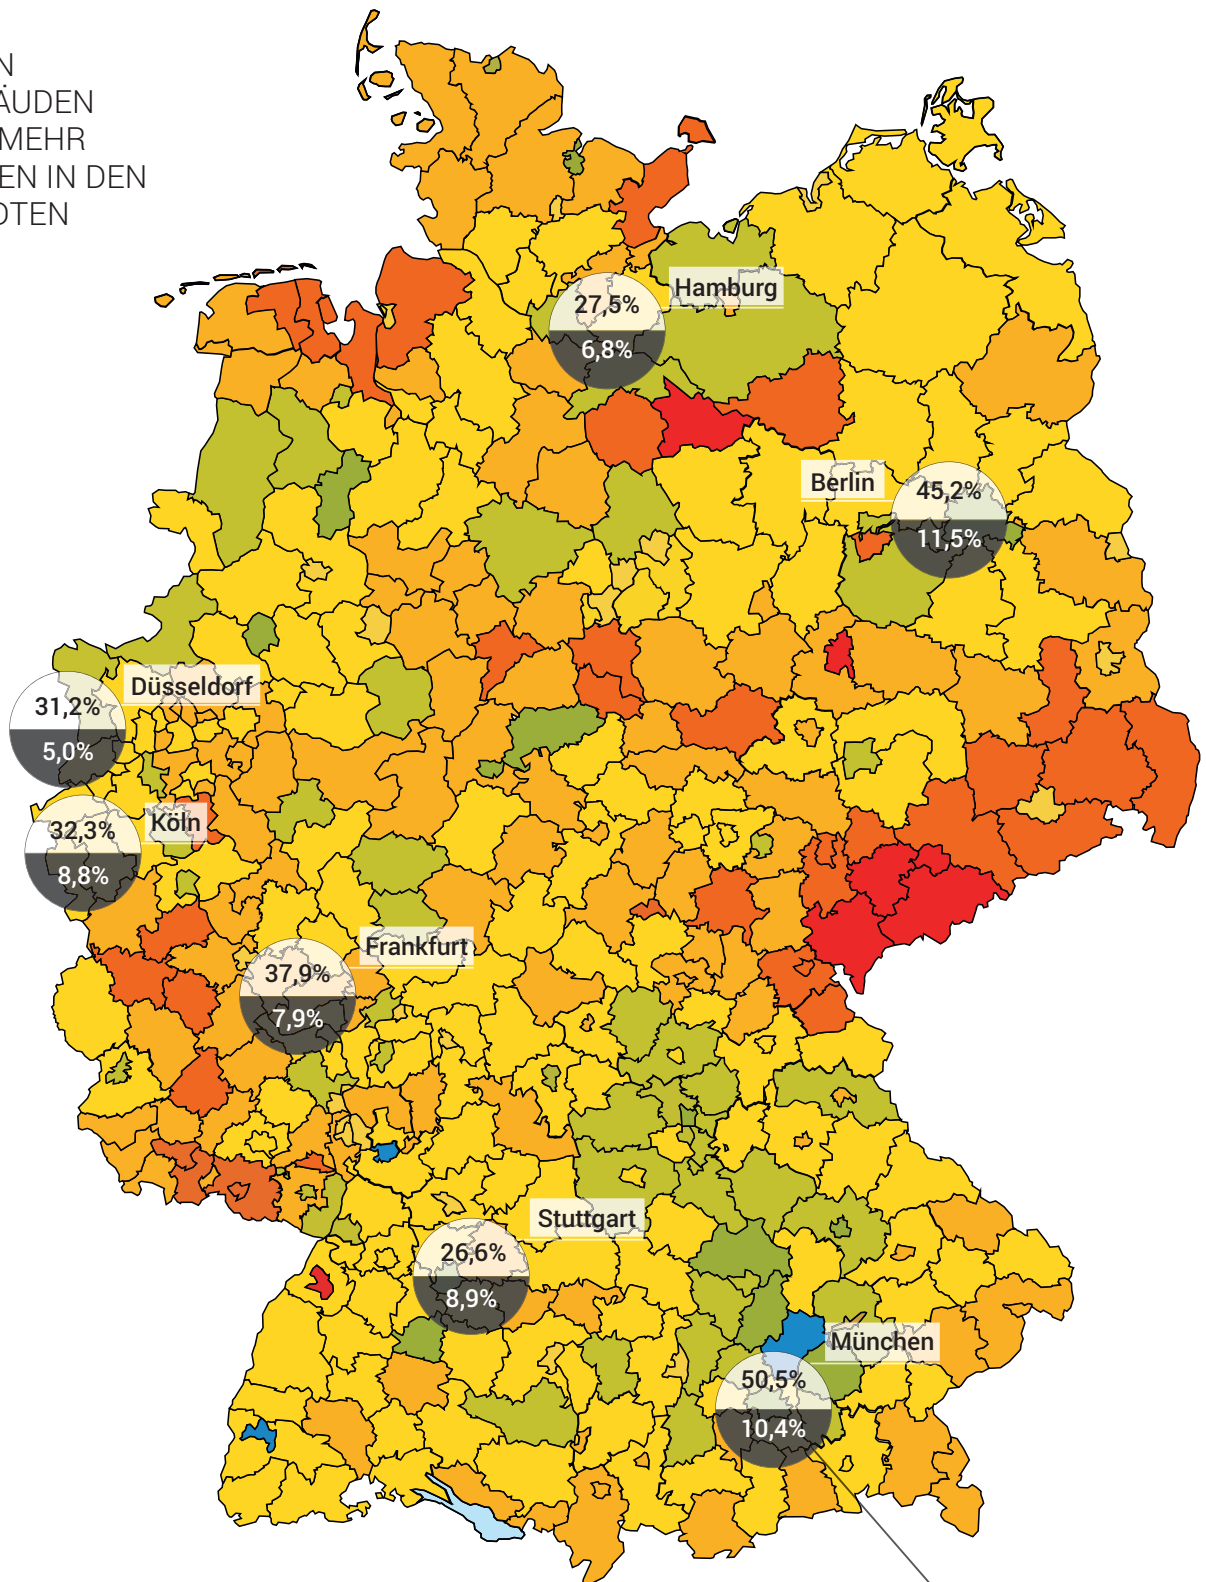 N
ÄUDEN
MEHR
EN IN DEN
OTEN
Hamburg
27,5%
6,8%
Berlin
45,2%
11,5%
Düsseldorf
31,2%
5,0%
Köln
32,3%
8,8%
Frankfurt
37,9%
7,9%
Stuttgart
26,6%
8,9%
München
50,5%
10,4%